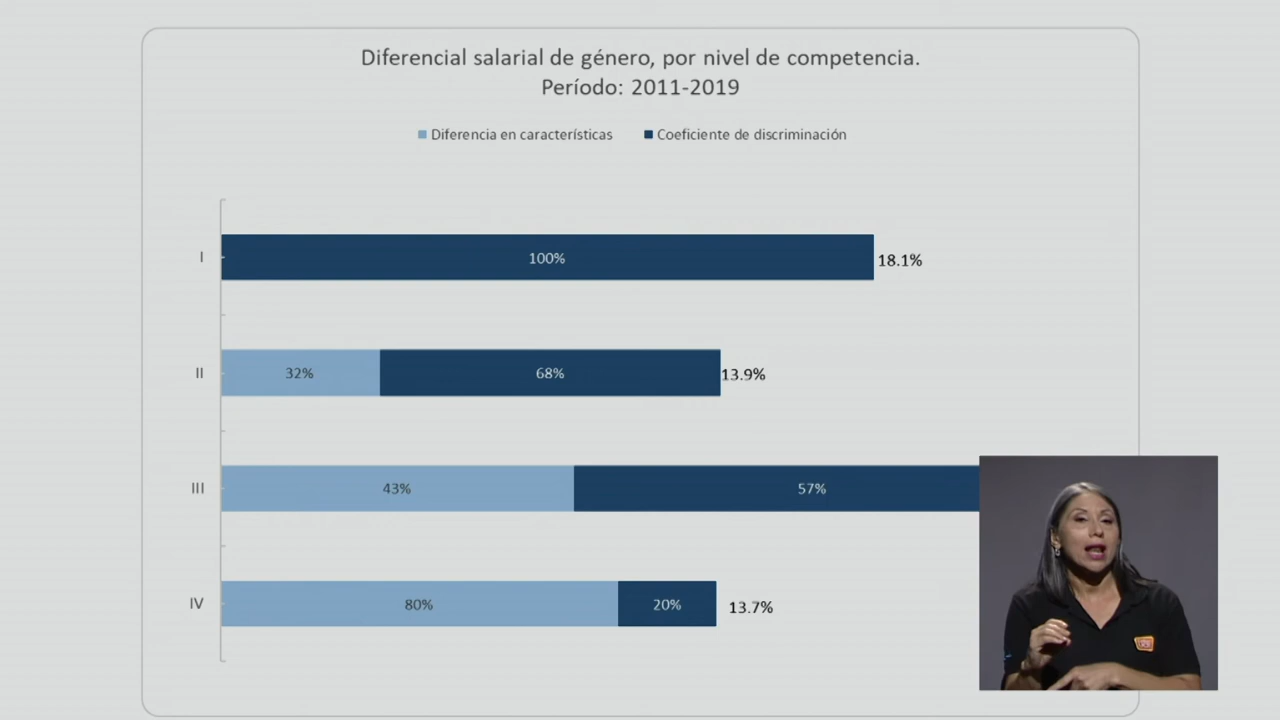 Diferencial salarial de género, por nivel de competencia.
Período: 2011-2019
Diferencia en características Coeficiente de discriminación
I 100% 18.1%
II 32% 68% 13.9%
III 43% 57%
IV 80% 20% 13.7%